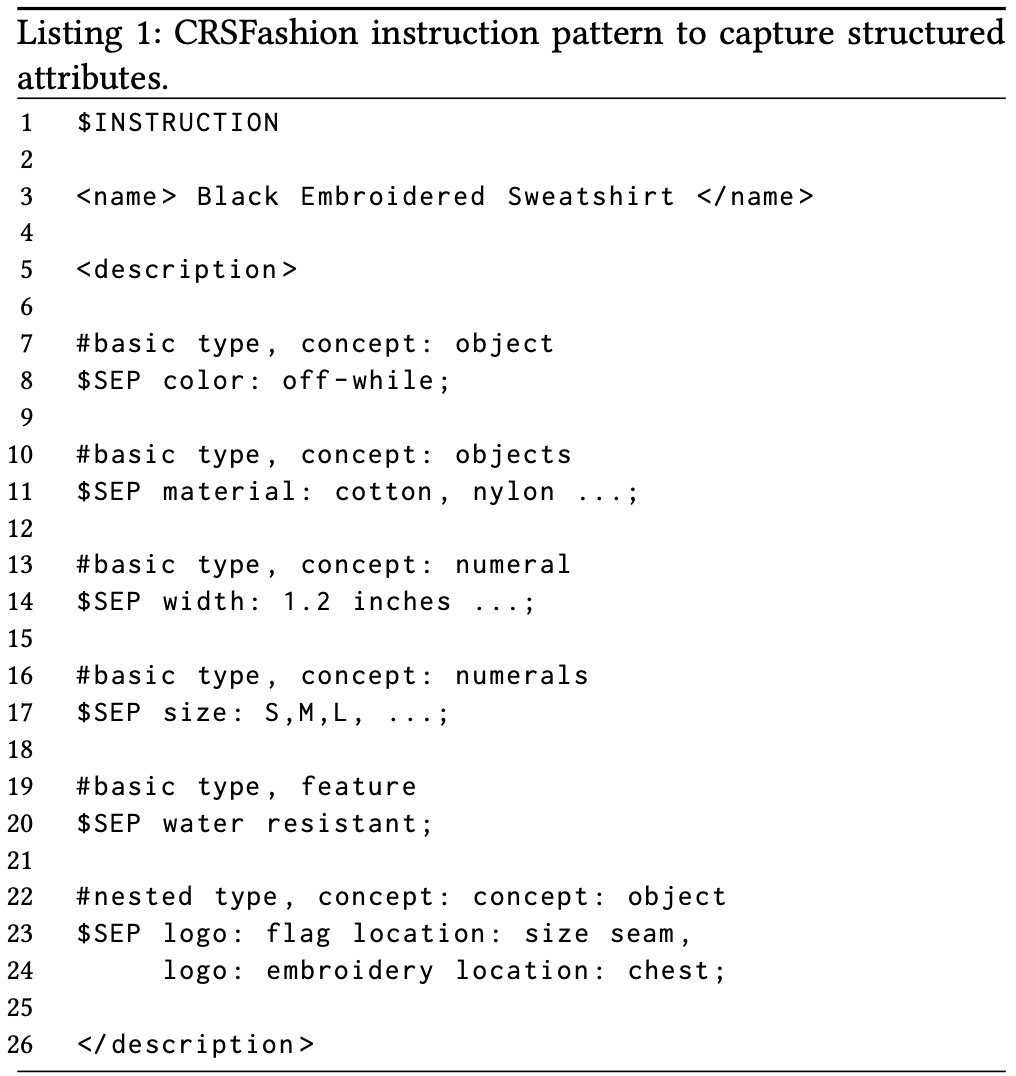 Listing 1: CRSFashion instruction pattern to capture structured
attributes.
1 $INSTRUCTION
2
3 <name> Black Embroidered Sweatshirt </name>
4
5 <description>
6
7 #basic type, concept: object
8 $SEP color: off-while;
9
10 #basic type, concept: objects
11 $SEP material: cotton, nylon ...;
12
13 #basic type, concept: numeral
14 $SEP width: 1.2 inches ...;
15
16 #basic type, concept: numerals
17 $SEP size: S,M,L, ...;
18
19 #basic type, feature
20 $SEP water resistant;
21
22 #nested type, concept: concept: object
23 $SEP logo: flag location: size seam,
24 logo: embroidery location: chest;
25
26 </description>